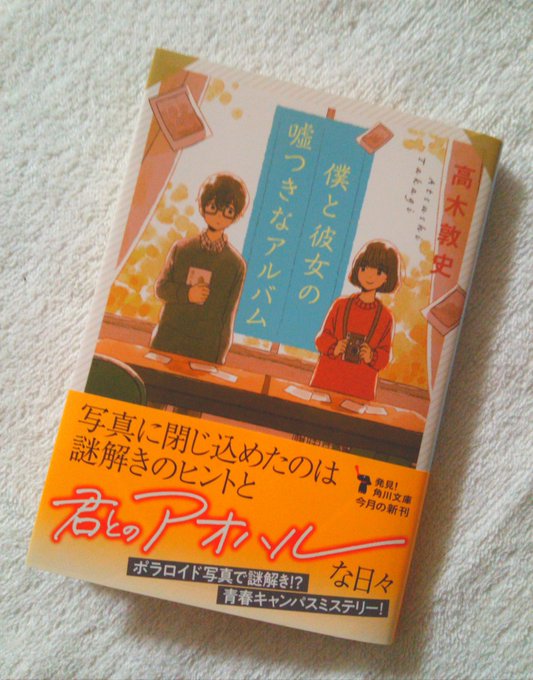 僕と彼女の
嘘つきなアルバム
高木敦史
Atsushi
Takagi
写真に閉じ込めたのは
謎解きのヒントと
君とのアオハル
な日々
発見!
角川文庫
今月の新刊
ポラロイド写真で謎解き!?
青春キャンパスミステリー!